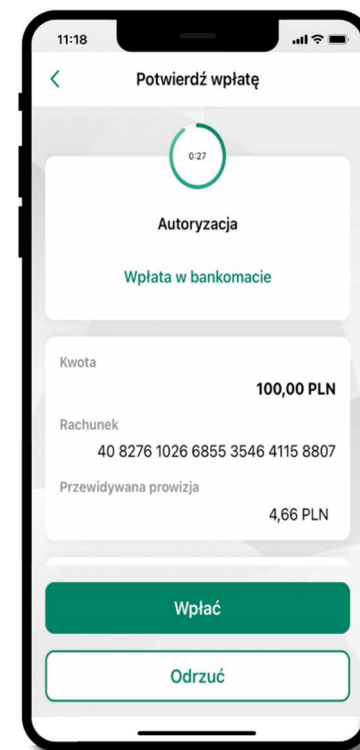 11:18
Potwierdź wpłatę
0:27
Autoryzacja
Wpłata w bankomacie
Kwota
100,00 PLN
Rachunek
40 8276 1026 6855 3546 4115 8807
Przewidywana prowizja
4,66 PLN
Wpłać
Odrzuć